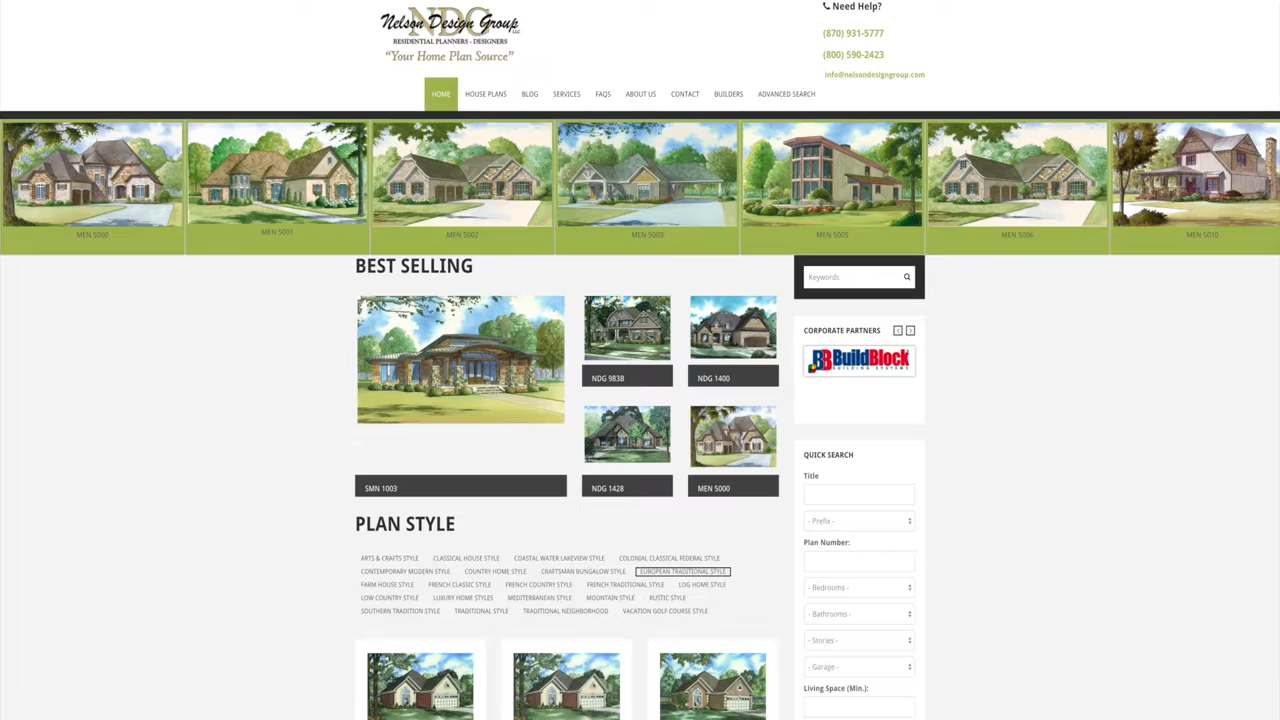 NDG
Nelson Design Group LLC
RESIDENTIAL PLANNERS - DESIGNERS
"Your Home Plan Source"
Need Help?
(870) 931-5777
(800) 590-2423
info@nelsondesigngroup.com
HOME HOUSE PLANS BLOG SERVICES FAQS ABOUT US CONTACT BUILDERS ADVANCED SEARCH
MEN 5000 MEN 5001 MEN 5002 MEN 5003 MEN 5005 MEN 5006 MEN 5010
BEST SELLING
SMN 1003
NDG 983B
NDG 1400
NDG 1428
MEN 5000
PLAN STYLE
ARTS & CRAFTS STYLE CLASSICAL HOUSE STYLE COASTAL WATER LAKEVIEW STYLE COLONIAL CLASSICAL FEDERAL STYLE
CONTEMPORARY MODERN STYLE COUNTRY HOME STYLE CRAFTSMAN BUNGALOW STYLE EUROPEAN TRADITIONAL STYLE
FARM HOUSE STYLE FRENCH CLASSIC STYLE FRENCH COUNTRY STYLE FRENCH TRADITIONAL STYLE LOG HOME STYLE
LOW COUNTRY STYLE LUXURY HOME STYLES MEDITERRANEAN STYLE MOUNTAIN STYLE RUSTIC STYLE
SOUTHERN TRADITION STYLE TRADITIONAL STYLE TRADITIONAL NEIGHBORHOOD VACATION GOLF COURSE STYLE
Keywords
CORPORATE PARTNERS
BB BuildBlock
BUILDING SYSTEMS
QUICK SEARCH
Title
- Prefix -
Plan Number:
- Bedrooms -
- Bathrooms -
- Stories -
- Garage -
Living Space (Min.):